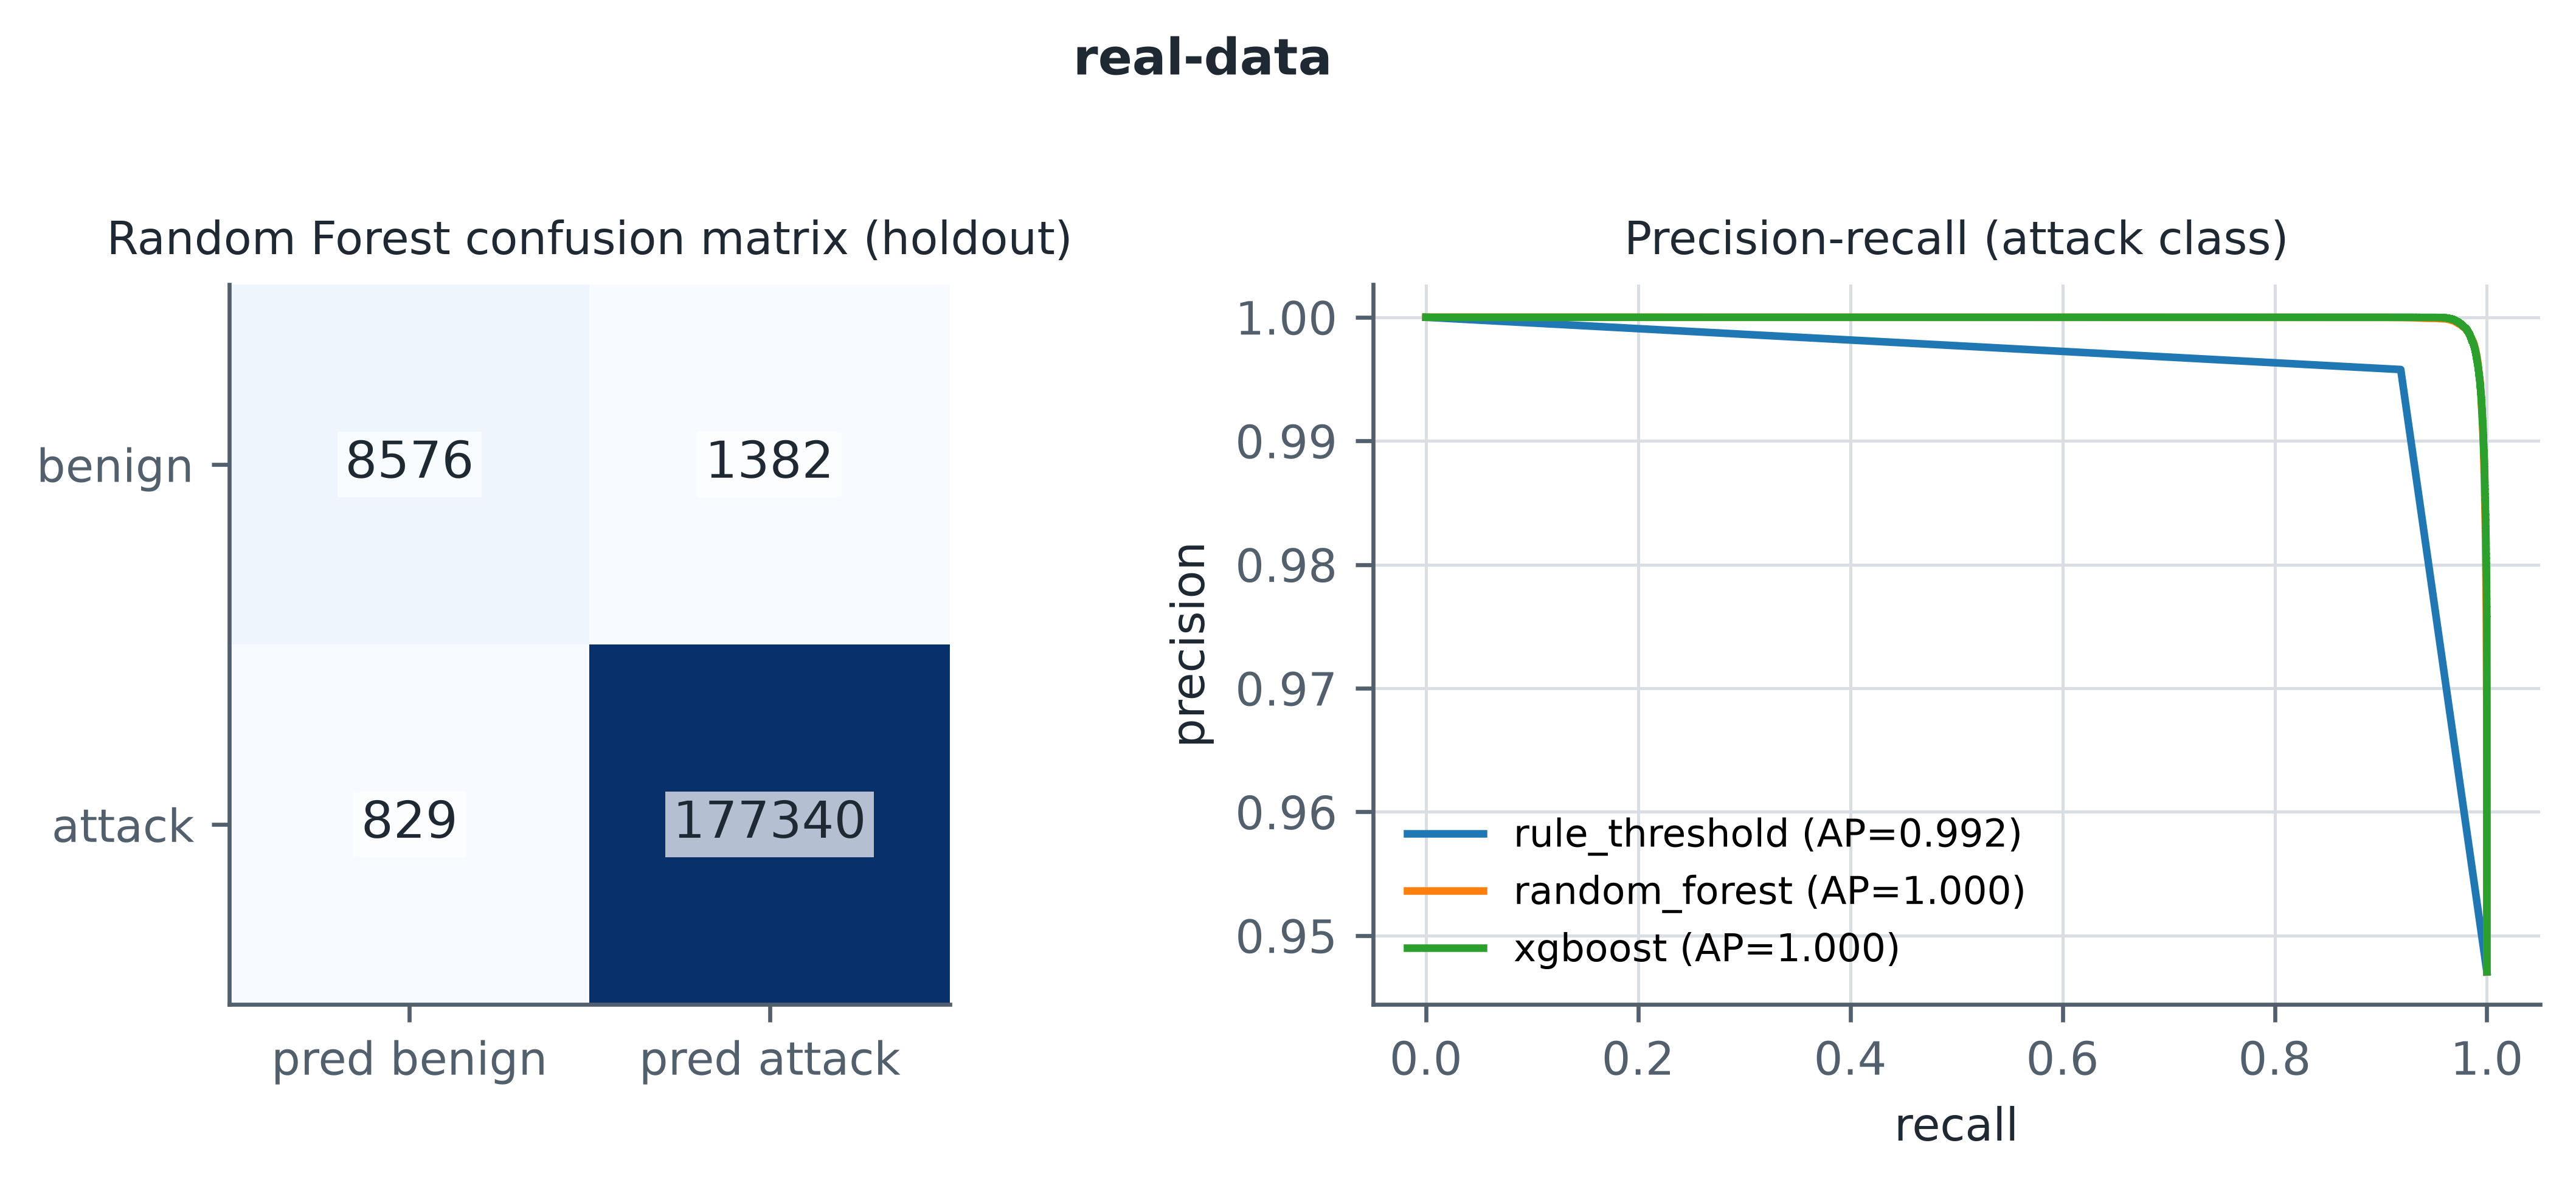 real-data
Random Forest confusion matrix (holdout)
benign
8576
1382
attack
829
177340
pred benign
pred attack
Precision-recall (attack class)
precision
1.00
0.99
0.98
0.97
0.96
0.95
rule_threshold (AP=0.992)
random_forest (AP=1.000)
xgboost (AP=1.000)
0.0
0.2
0.4
0.6
0.8
1.0
recall